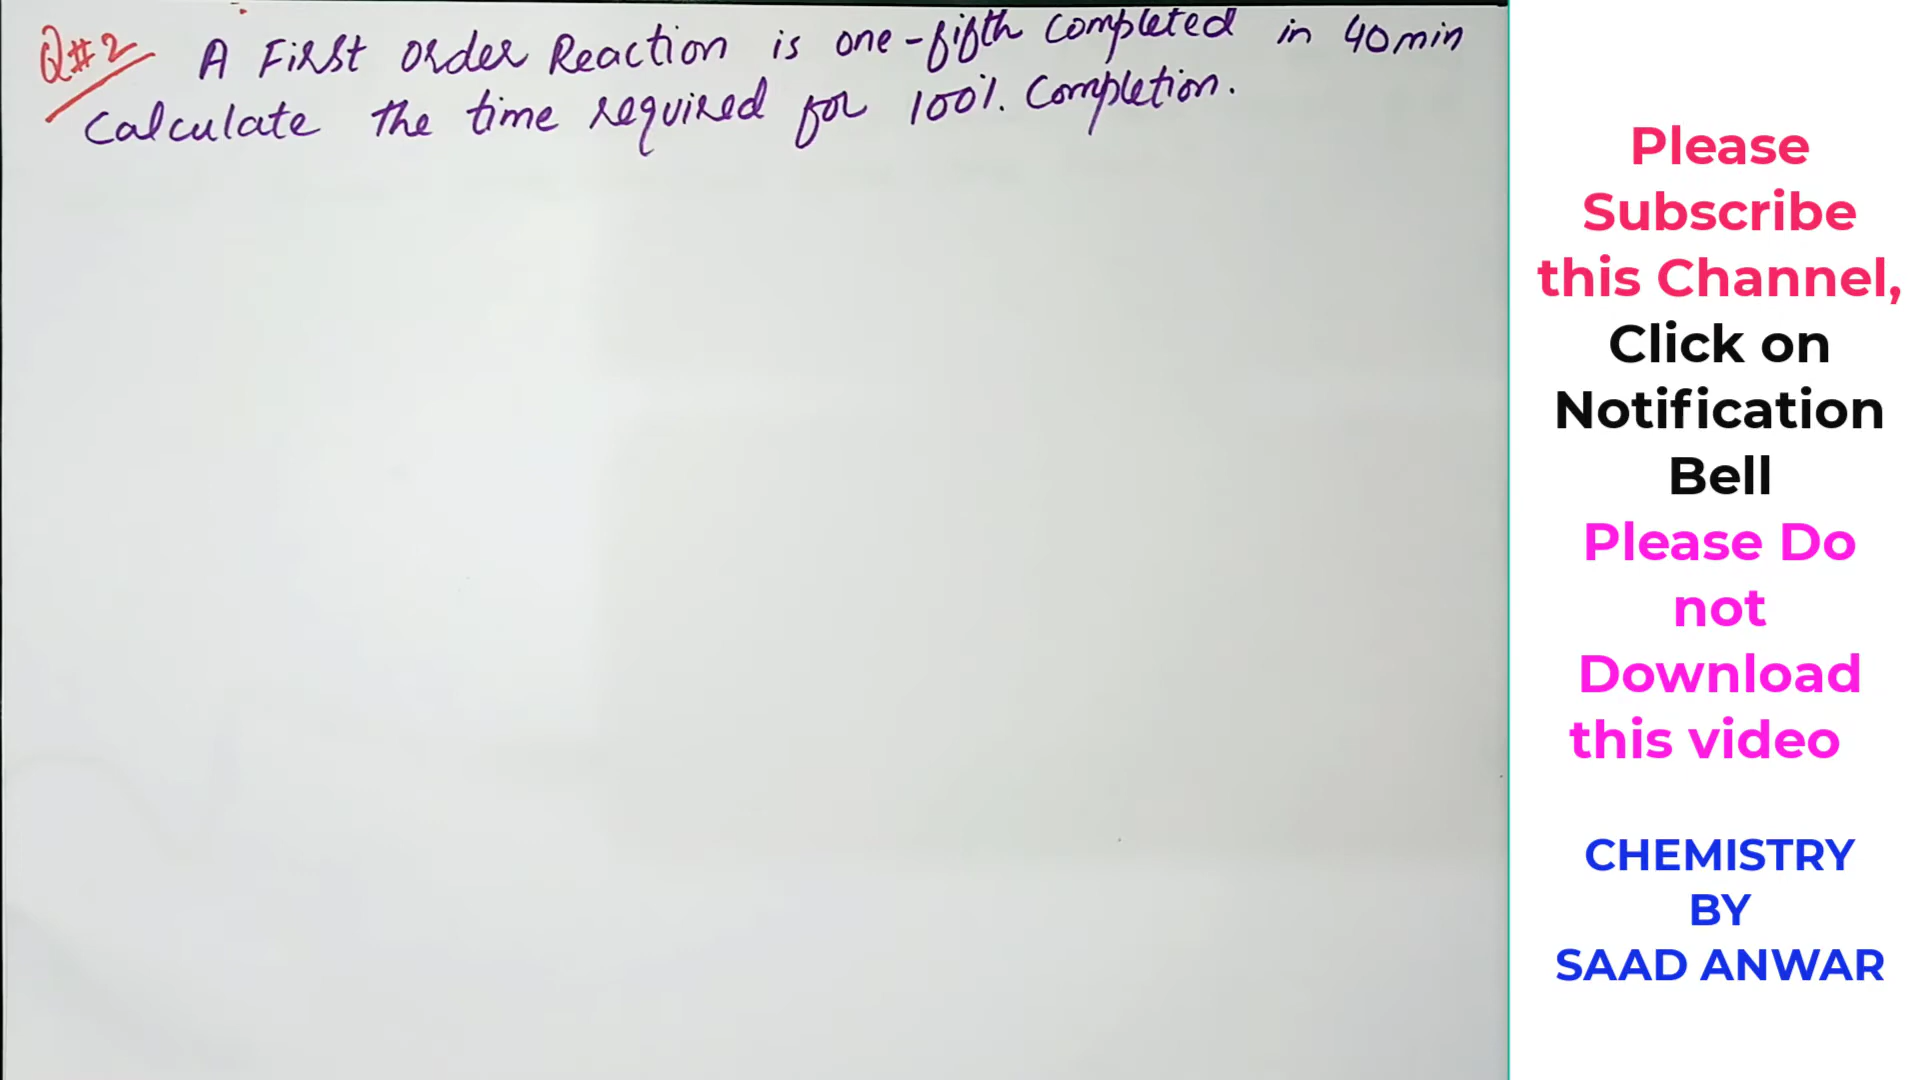 Q#2 A First order Reaction is one-fifth completed in 40min
Calculate the time required for 100%. Completion.
Please
Subscribe
this Channel,
Click on
Notification
Bell
Please Do
not
Download
this video
CHEMISTRY
BY
SAAD ANWAR